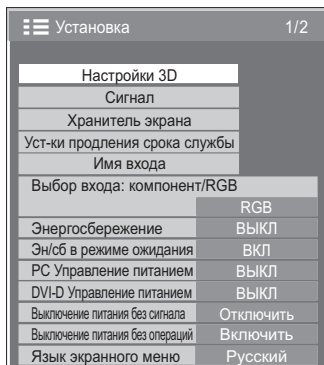 Установка 1/2
Настройки 3D
Сигнал
Хранитель экрана
Уст-ки продления срока службы
Имя входа
Выбор входа: компонент/RGB
RGB
Энергосбережение ВЫКЛ
Эн/сб в режиме ожидания ВКЛ
PC Управление питанием ВЫКЛ
DVI-D Управление питанием ВЫКЛ
Выключение питания без сигнала Отключить
Выключение питания без операций Включить
Язык экранного меню Русский